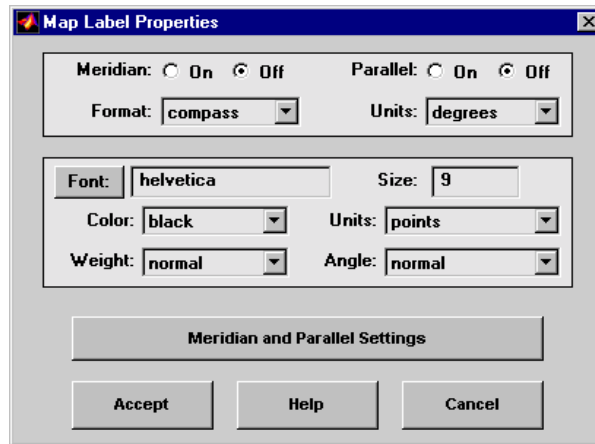 Map Label Properties
Meridian: On Off Parallel: On Off
Format: compass Units: degrees
Font: helvetica Size: 9
Color: black Units: points
Weight: normal Angle: normal
Meridian and Parallel Settings
Accept Help Cancel